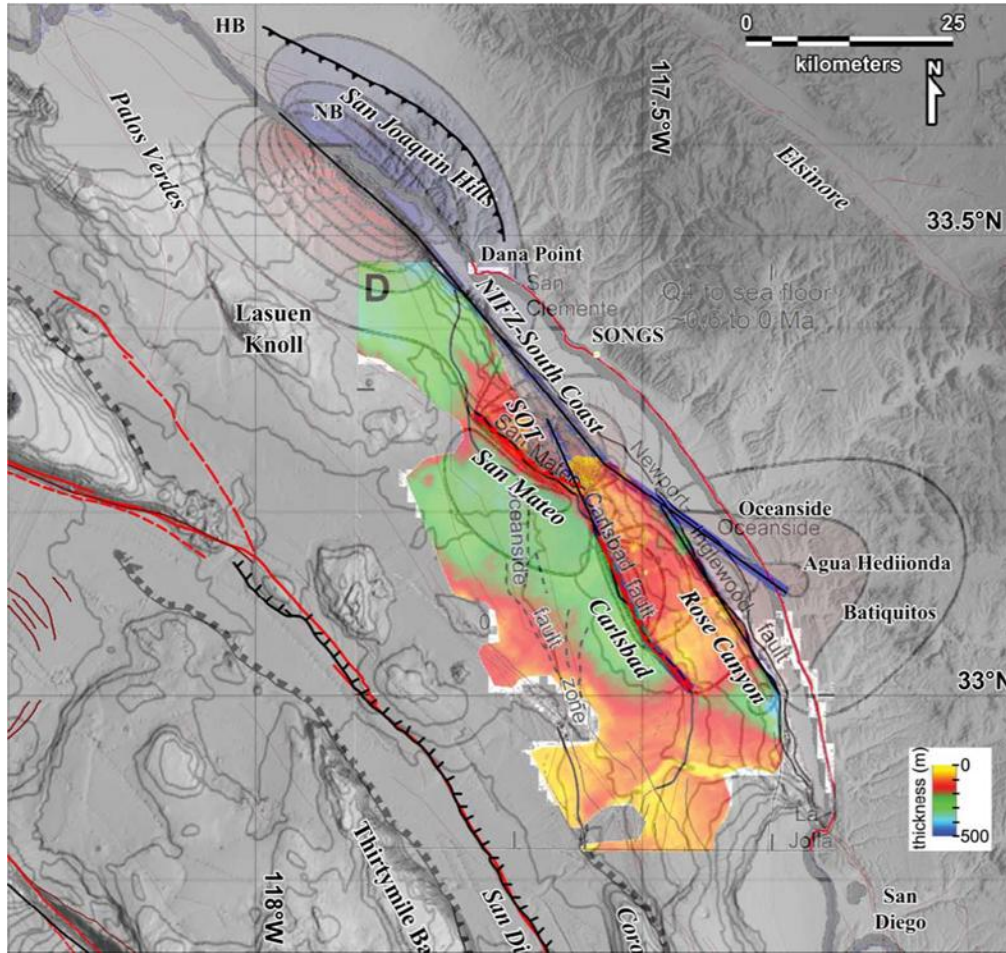 HB
0 25
kilometers
N
NB
San Joaquin Hills
Palos Verdes
117.5°W
Elsinore
33.5°N
Dana Point
D
San
Clemente
Q4 to sea floor
~0.6 to 0 Ma
Lasuen
Knoll
NIFZ-South Coast
SONGS
SOT
San Mateo
San Mateo
Carlsbad fault
Newport
Inglewood
fault
Oceanside
Oceanside
Oceanside
fault
zone
Agua Hediionda
Batiquitos
Carlsbad
Rose Canyon
33°N
thickness (m)
0
500
La
Jolla
Thirtymile Ba
118°W
San Di
Coro
San
Diego